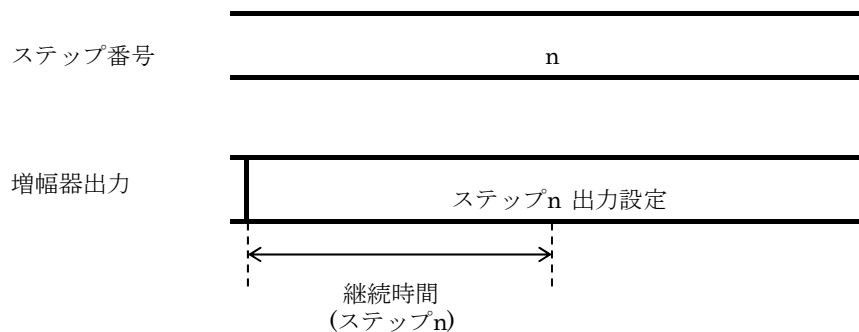 ステップ番号
n
増幅器出力
ステップn 出力設定
継続時間
(ステップn)